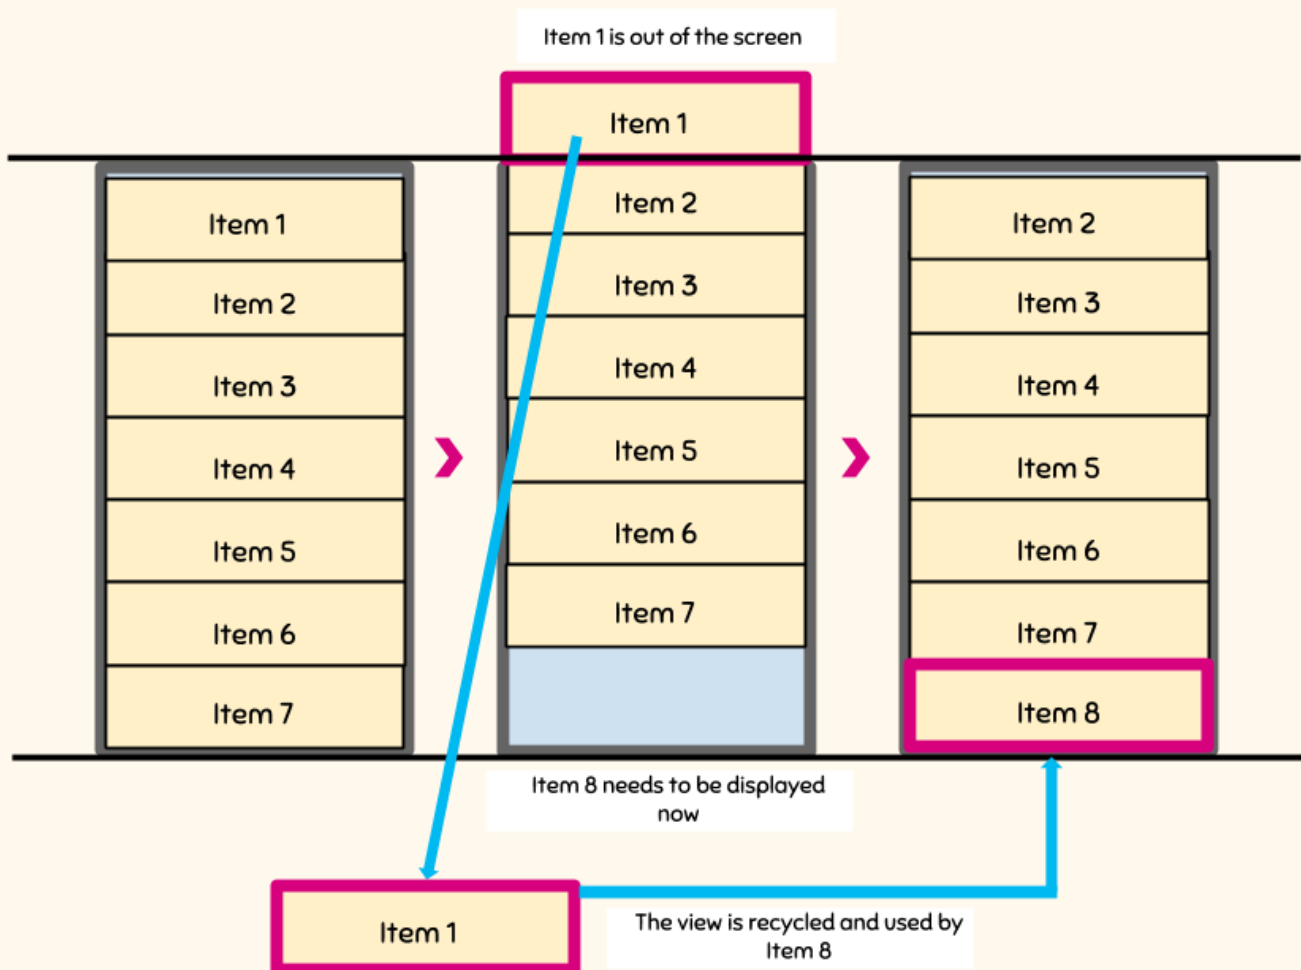 Item 1 is out of the screen
Item 1
Item 1
Item 2
Item 3
Item 4
Item 5
Item 6
Item 7
Item 2
Item 3
Item 4
Item 5
Item 6
Item 7
Item 2
Item 3
Item 4
Item 5
Item 6
Item 7
Item 8
Item 8 needs to be displayed
now
Item 1
The view is recycled and used by
Item 8